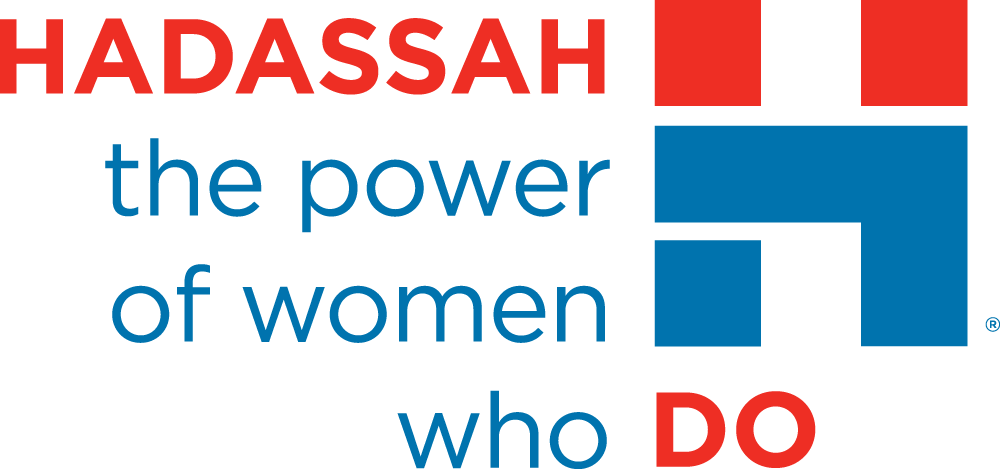 HADASSAH
the power
of women
who DO
®